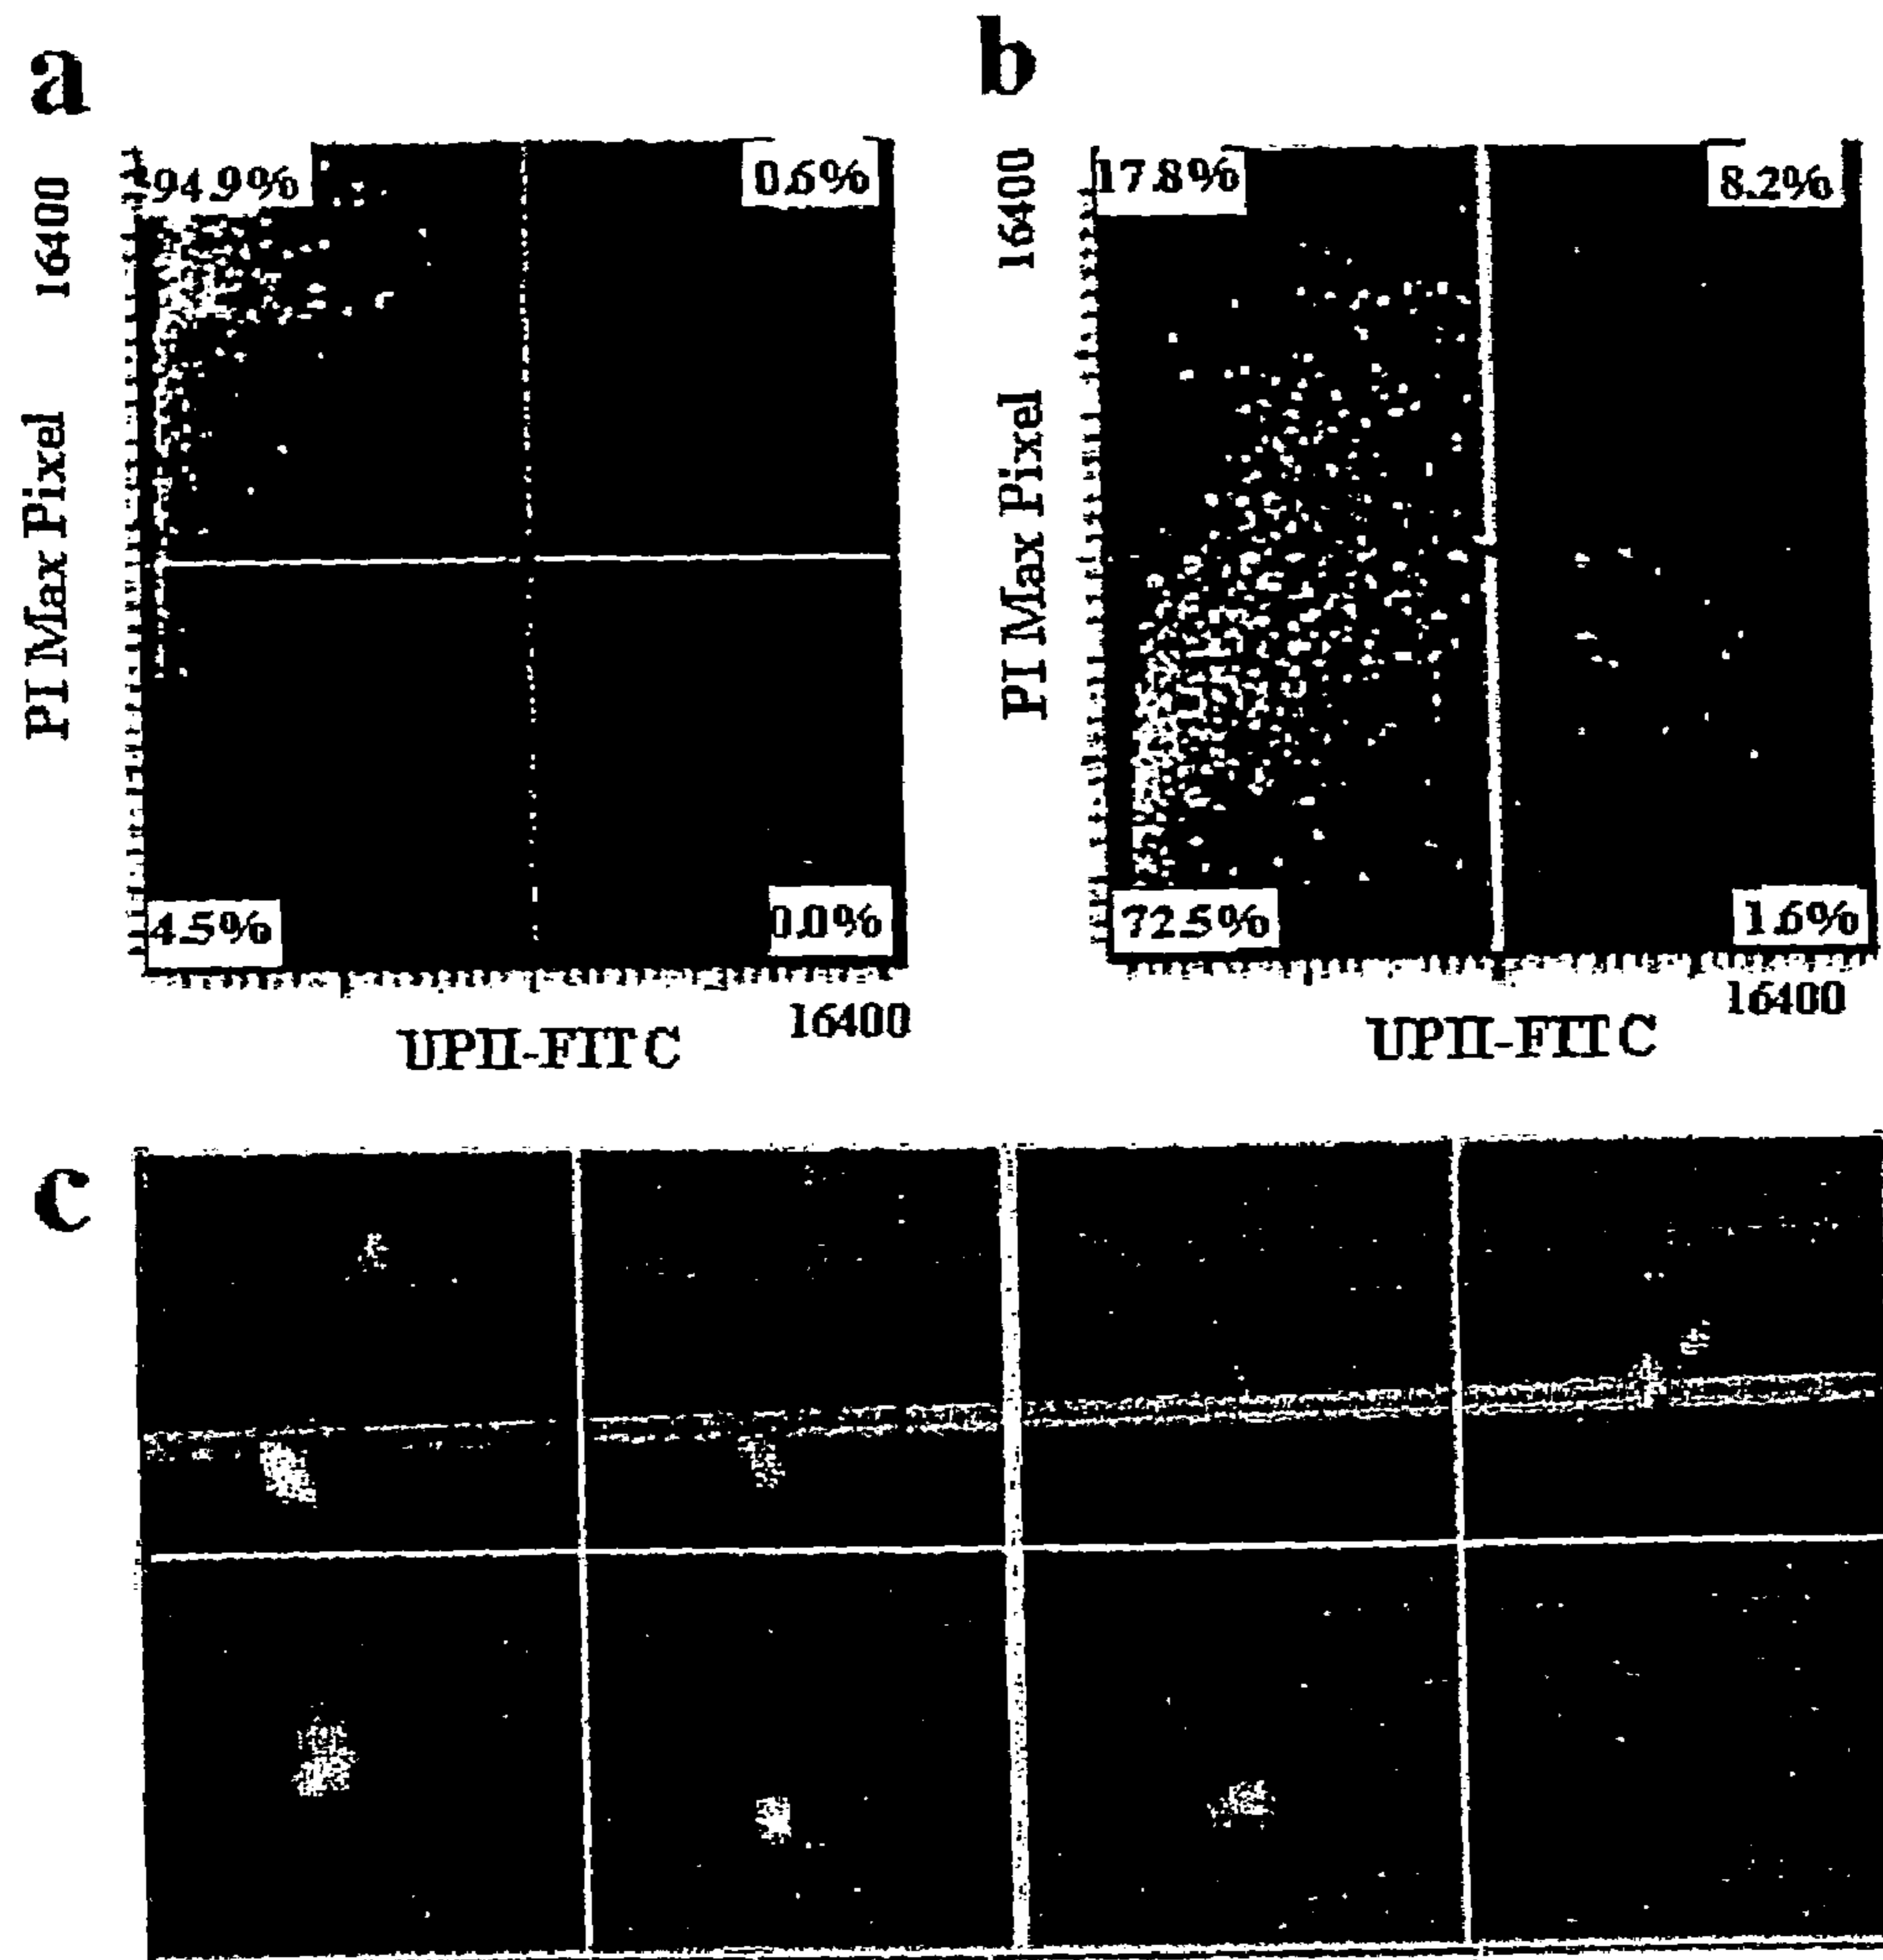 a
94.9%
0.6%
16400
PI Max Pixel
4.5%
0.0%
16400
UPII-FITC
b
17.8%
8.2%
16400
PI Max Pixel
72.5%
1.6%
16400
UPII-FITC
c